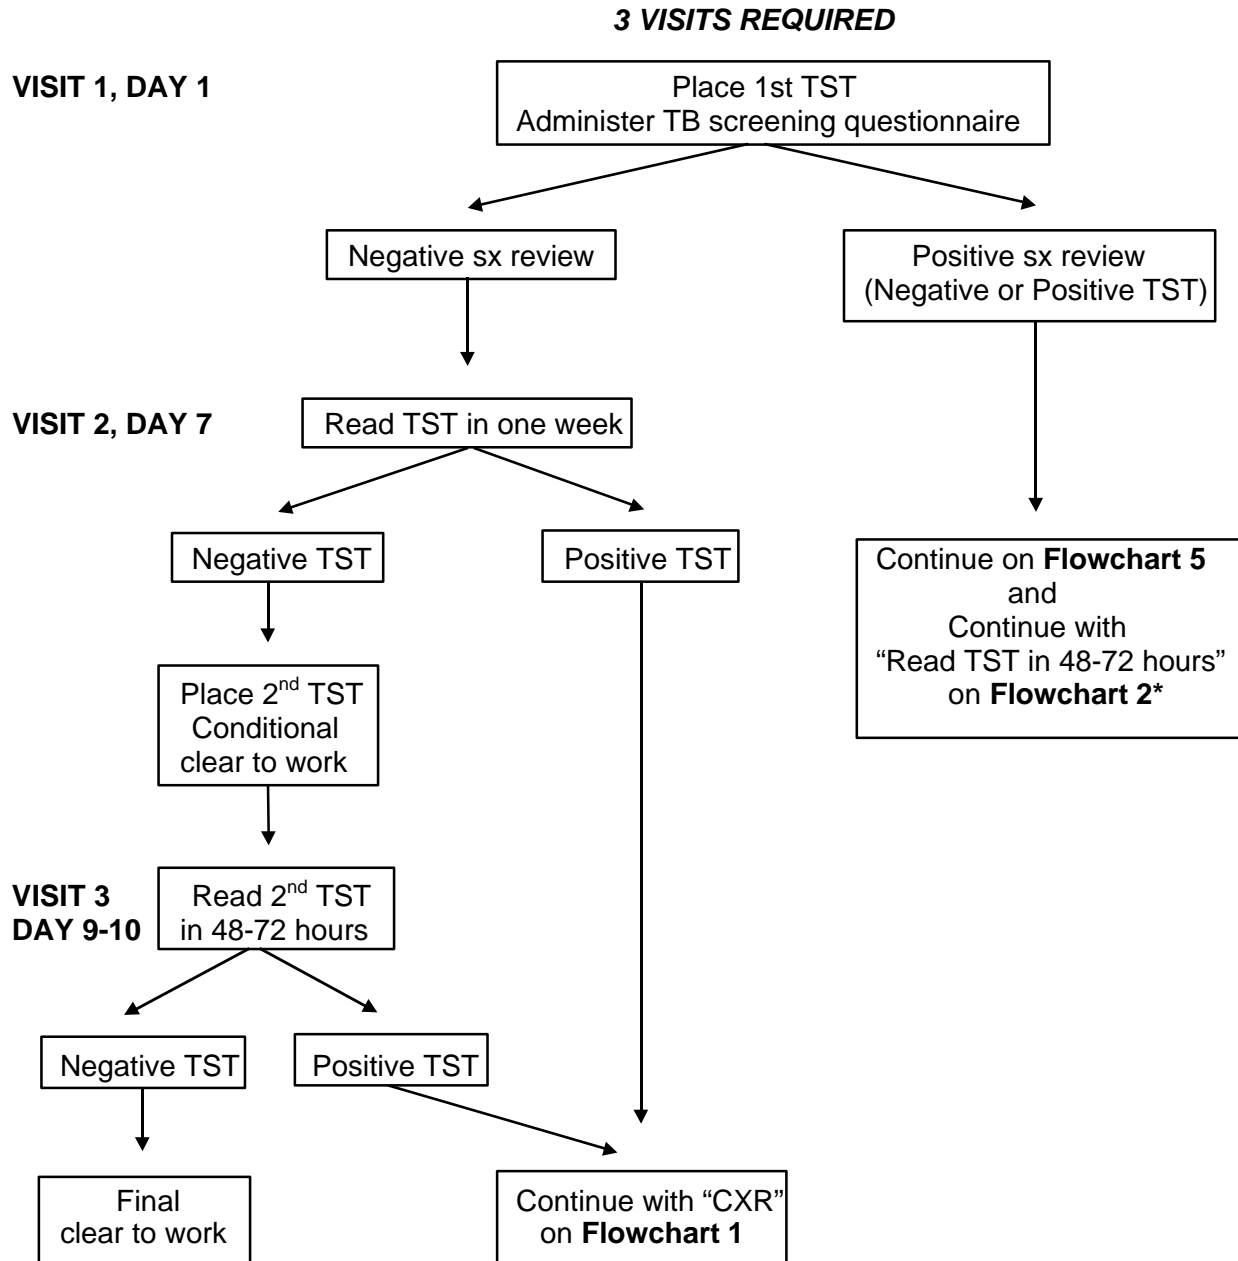 3 VISITS REQUIRED
VISIT 1, DAY 1
Place 1st TST
Administer TB screening questionnaire
Negative sx review
Positive sx review
(Negative or Positive TST)
VISIT 2, DAY 7
Read TST in one week
Negative TST
Positive TST
Continue on Flowchart 5
and
Continue with
“Read TST in 48-72 hours”
on Flowchart 2*
Place 2nd TST
Conditional
clear to work
VISIT 3
DAY 9-10
Read 2nd TST
in 48-72 hours
Negative TST
Positive TST
Final
clear to work
Continue with “CXR”
on Flowchart 1